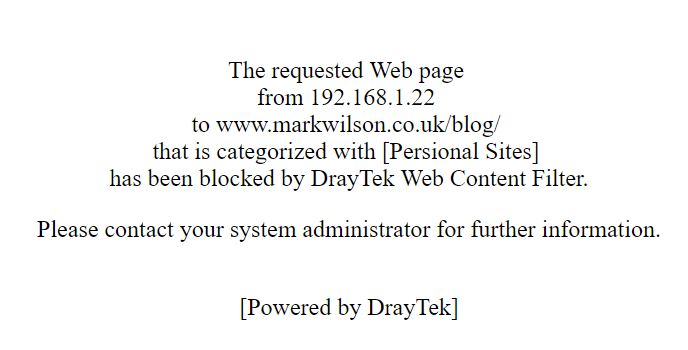 The requested Web page
from 192.168.1.22
to www.markwilson.co.uk/blog/
that is categorized with [Persional Sites]
has been blocked by DrayTek Web Content Filter.
Please contact your system administrator for further information.
[Powered by DrayTek]